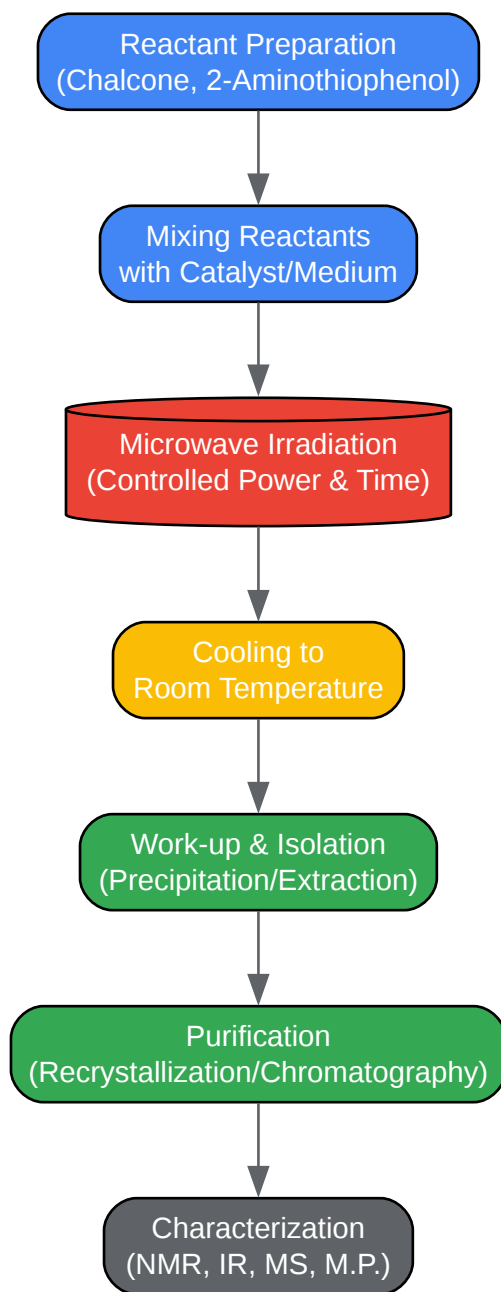 Reactant Preparation
(Chalcone, 2-Aminothiophenol)
Mixing Reactants
with Catalyst/Medium
Microwave Irradiation
(Controlled Power & Time)
Cooling to
Room Temperature
Work-up & Isolation
(Precipitation/Extraction)
Purification
(Recrystallization/Chromatography)
Characterization
(NMR, IR, MS, M.P.)